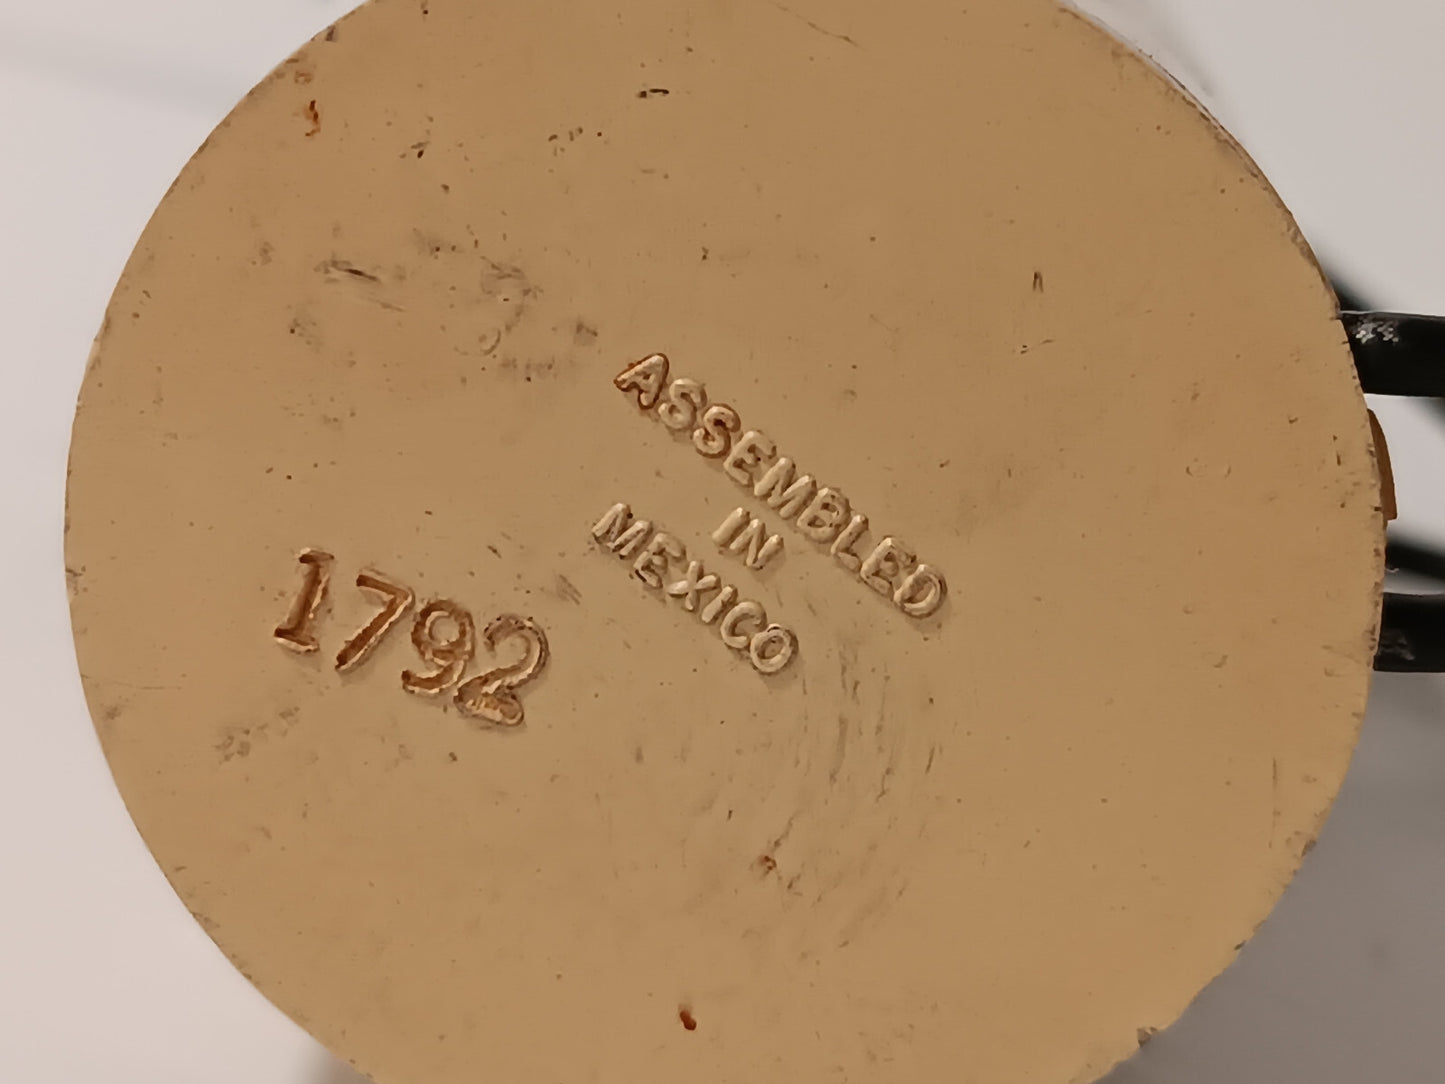 ASSEMBLED
IN
MEXICO
1792